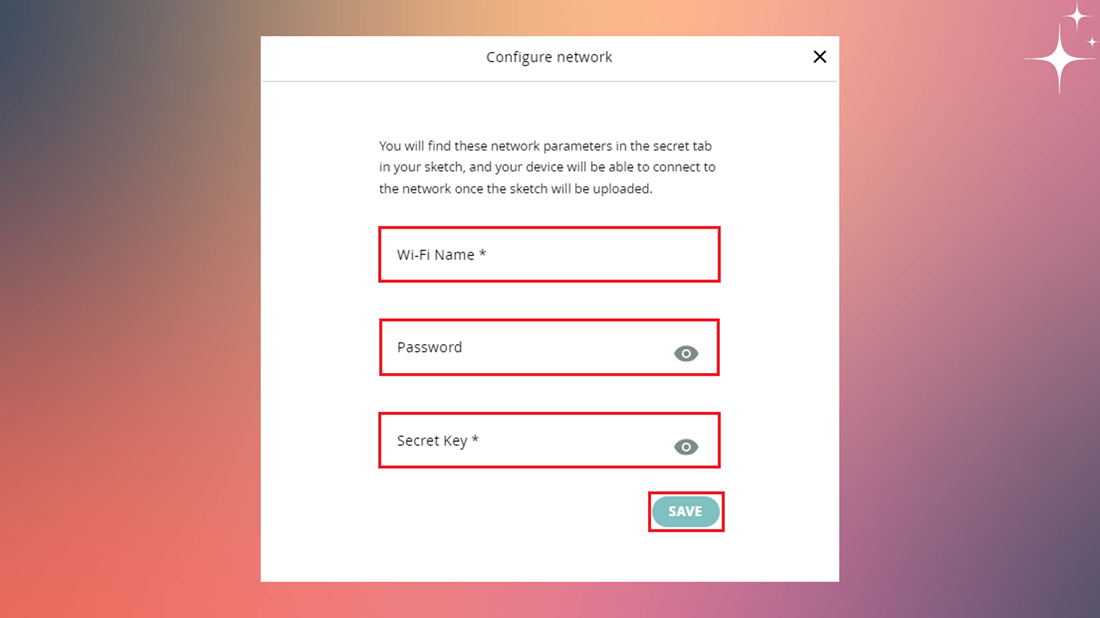 Configure network
You will find these network parameters in the secret tab
in your sketch, and your device will be able to connect to
the network once the sketch will be uploaded.
Wi-Fi Name *
Password
Secret Key *
SAVE